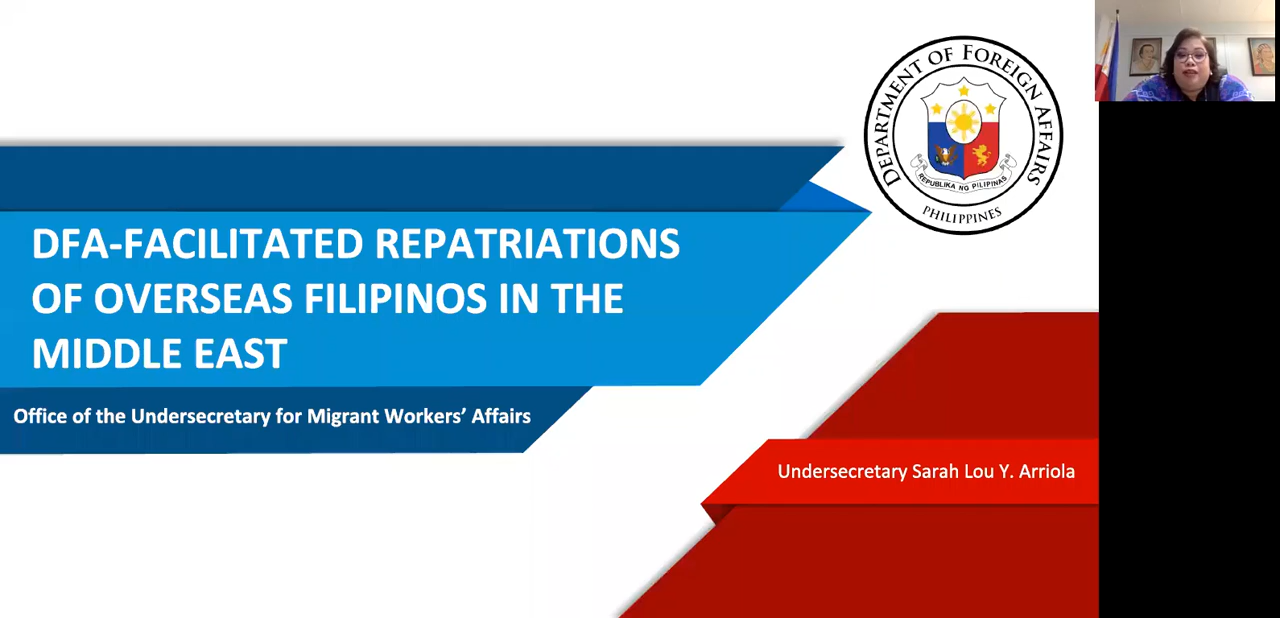 DEPARTMENT OF FOREIGN AFFAIRS
REPUBLIKA NG PILIPINAS
PHILIPPINES
DFA-FACILITATED REPATRIATIONS
OF OVERSEAS FILIPINOS IN THE
MIDDLE EAST
Office of the Undersecretary for Migrant Workers’ Affairs
Undersecretary Sarah Lou Y. Arriola